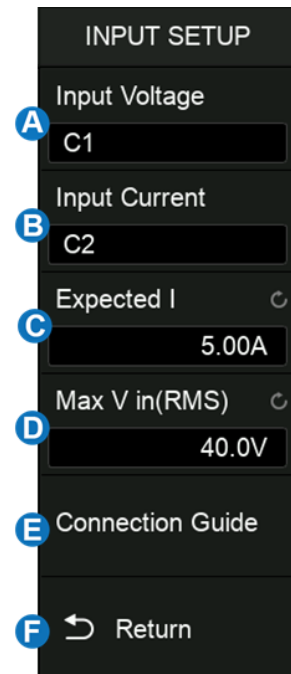 INPUT SETUP
Input Voltage
A
C1
Input Current
B
C2
Expected I
C
5.00A
Max V in(RMS)
D
40.0V
E Connection Guide
F Return